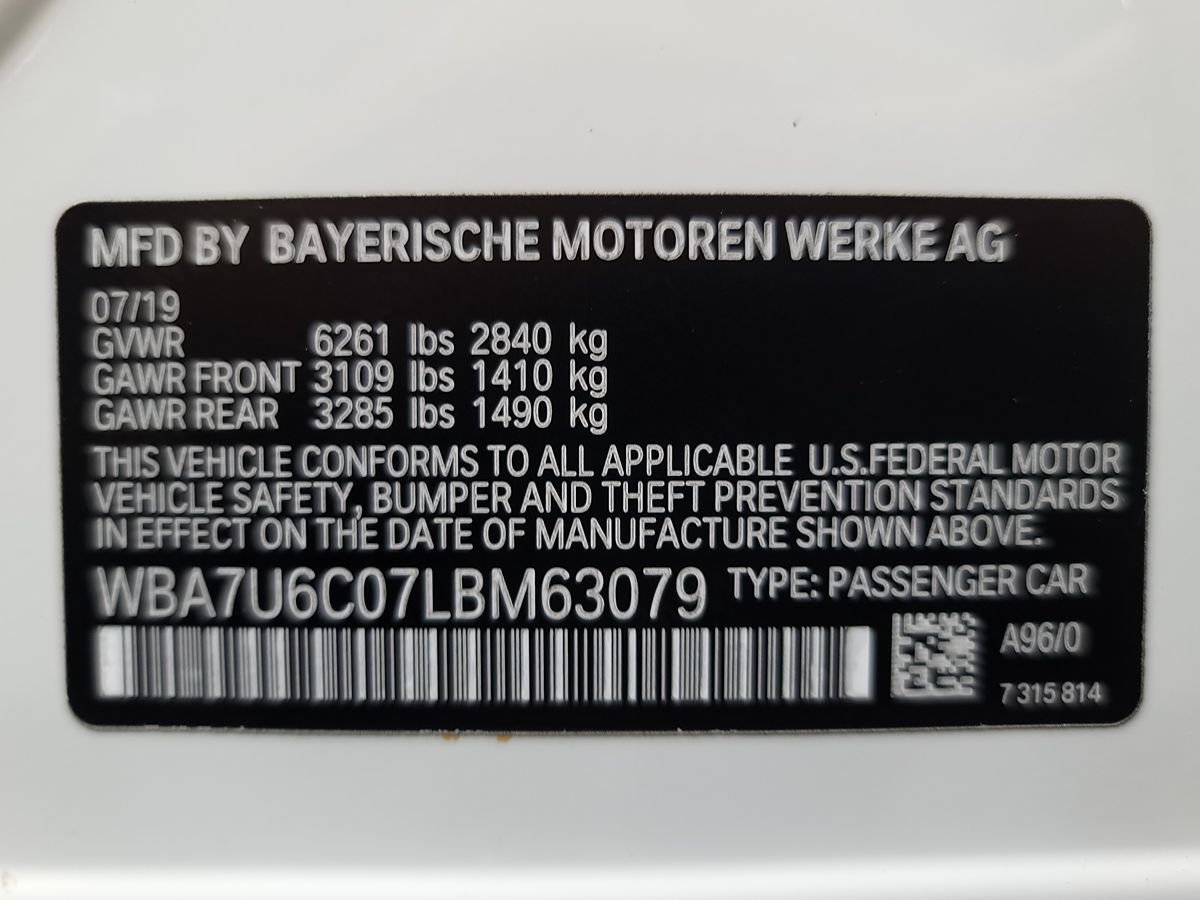 MFD BY BAYERISCHE MOTOREN WERKE AG
07/19
GVWR 6261 lbs 2840 kg
GAWR FRONT 3109 lbs 1410 kg
GAWR REAR 3285 lbs 1490 kg
THIS VEHICLE CONFORMS TO ALL APPLICABLE U.S.FEDERAL MOTOR
VEHICLE SAFETY, BUMPER AND THEFT PREVENTION STANDARDS
IN EFFECT ON THE DATE OF MANUFACTURE SHOWN ABOVE.
WBA7U6C07LBM63079 TYPE: PASSENGER CAR
A96/0
7 315 814